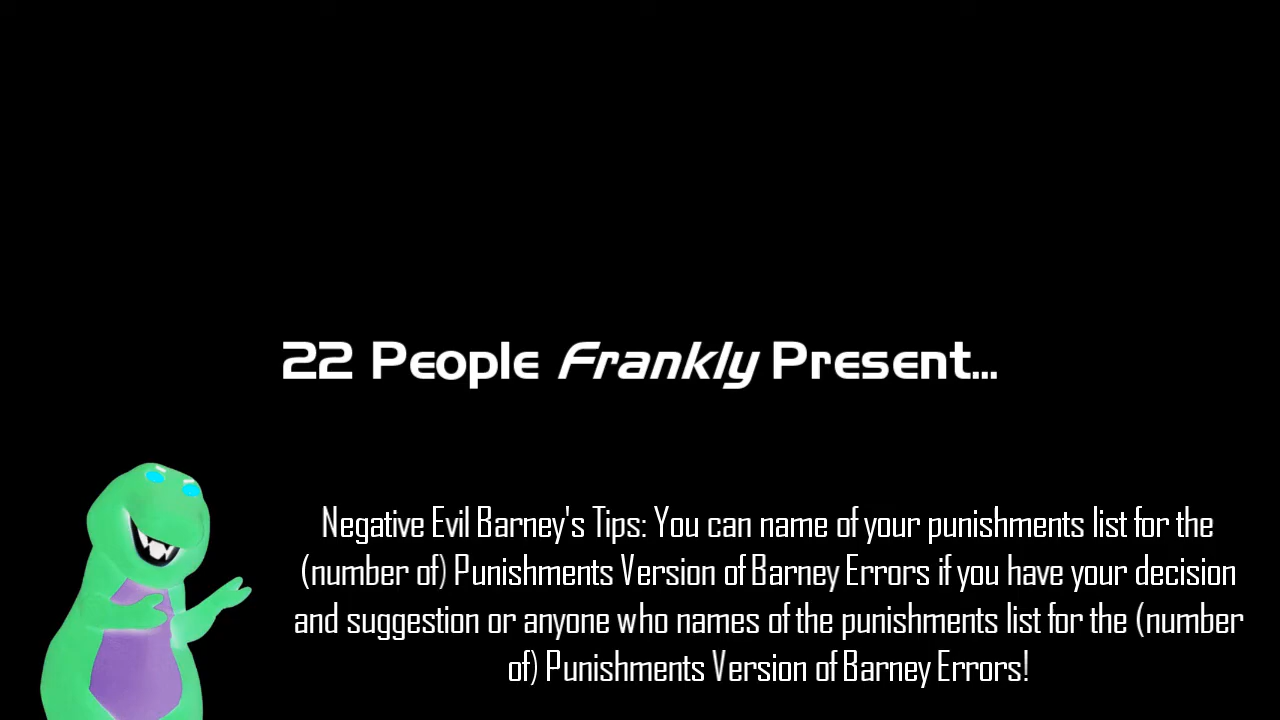 22 People Frankly Present...
Negative Evil Barney's Tips: You can name of your punishments list for the
(number of) Punishments Version of Barney Errors if you have your decision
and suggestion or anyone who names of the punishments list for the (number
of) Punishments Version of Barney Errors!